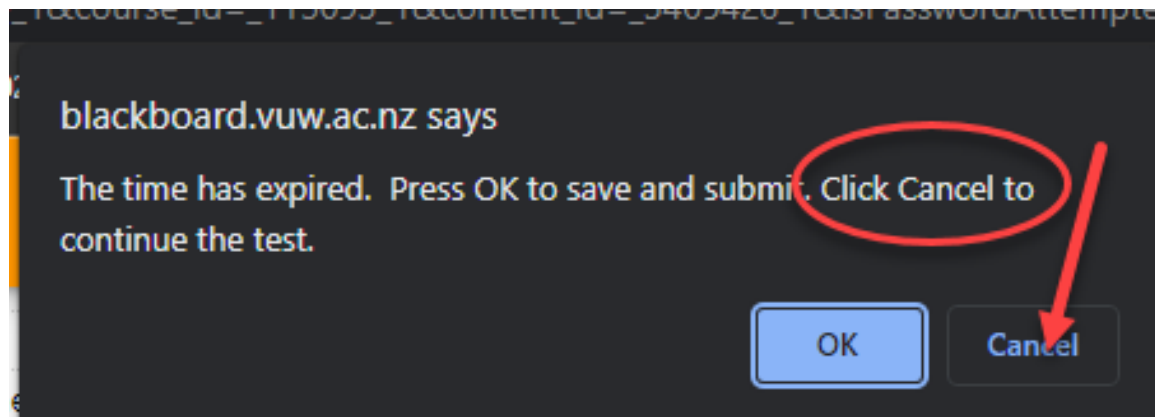 blackboard.vuw.ac.nz says
The time has expired. Press OK to save and submit. Click Cancel to
continue the test.
OK Cancel